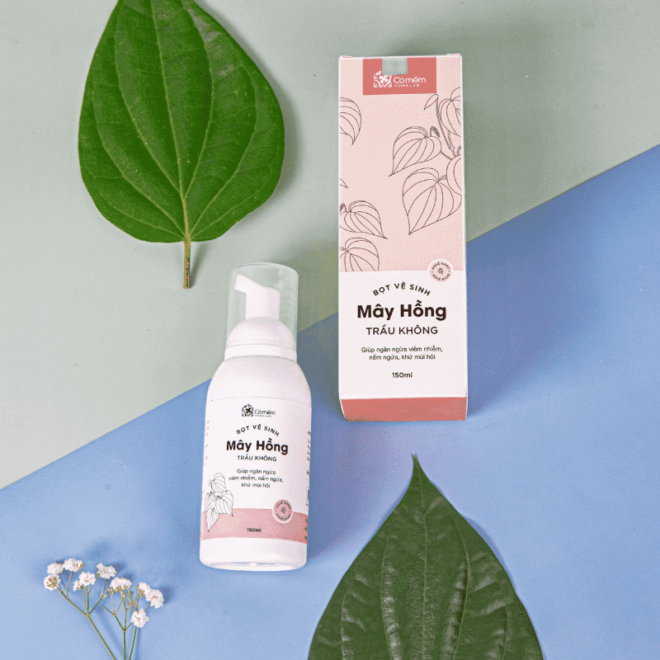 Cỏ mềm
HOMELAB
BỌT VỆ SINH
Mây Hồng
TRẦU KHÔNG
Giúp ngăn ngừa viêm nhiễm,
nấm ngứa, khử mùi hôi
150ml
Cỏ mềm
HOMELAB
BỌT VỆ SINH
Mây Hồng
TRẦU KHÔNG
Giúp ngăn ngừa
viêm nhiễm, nấm ngứa,
khử mùi hôi
150ml